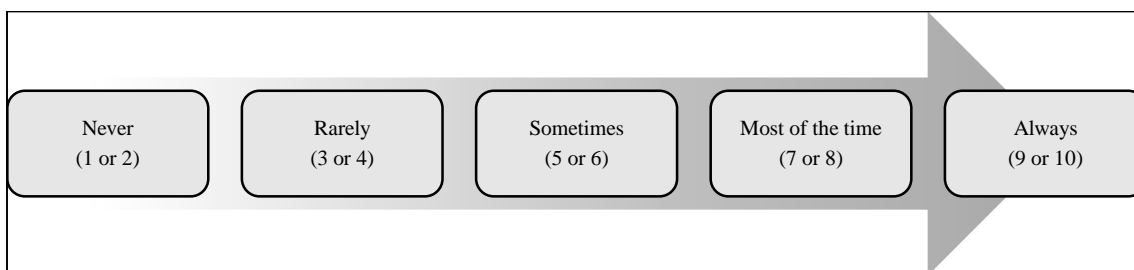 Never
(1 or 2)
Rarely
(3 or 4)
Sometimes
(5 or 6)
Most of the time
(7 or 8)
Always
(9 or 10)